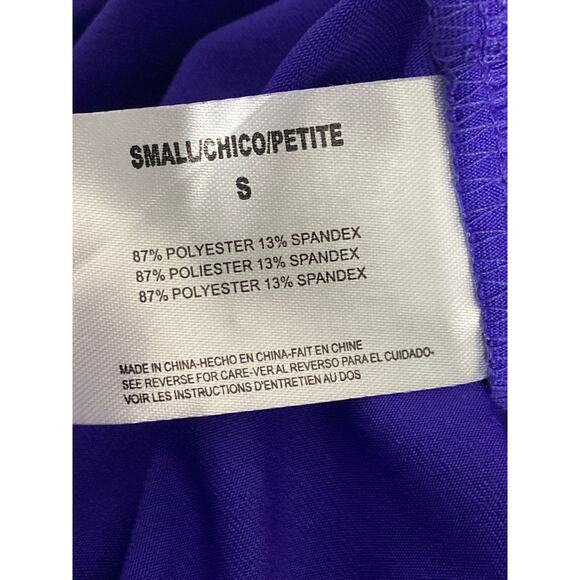 SMALL/CHICO/PETITE
S
87% POLYESTER 13% SPANDEX
87% POLIESTER 13% SPANDEX
87% POLYESTER 13% SPANDEX
MADE IN CHINA-HECHO EN CHINA-FAIT EN CHINE
SEE REVERSE FOR CARE-VER AL REVERSO PARA EL CUIDADO-
VOIR LES INSTRUCTIONS D'ENTRETIEN AU DOS